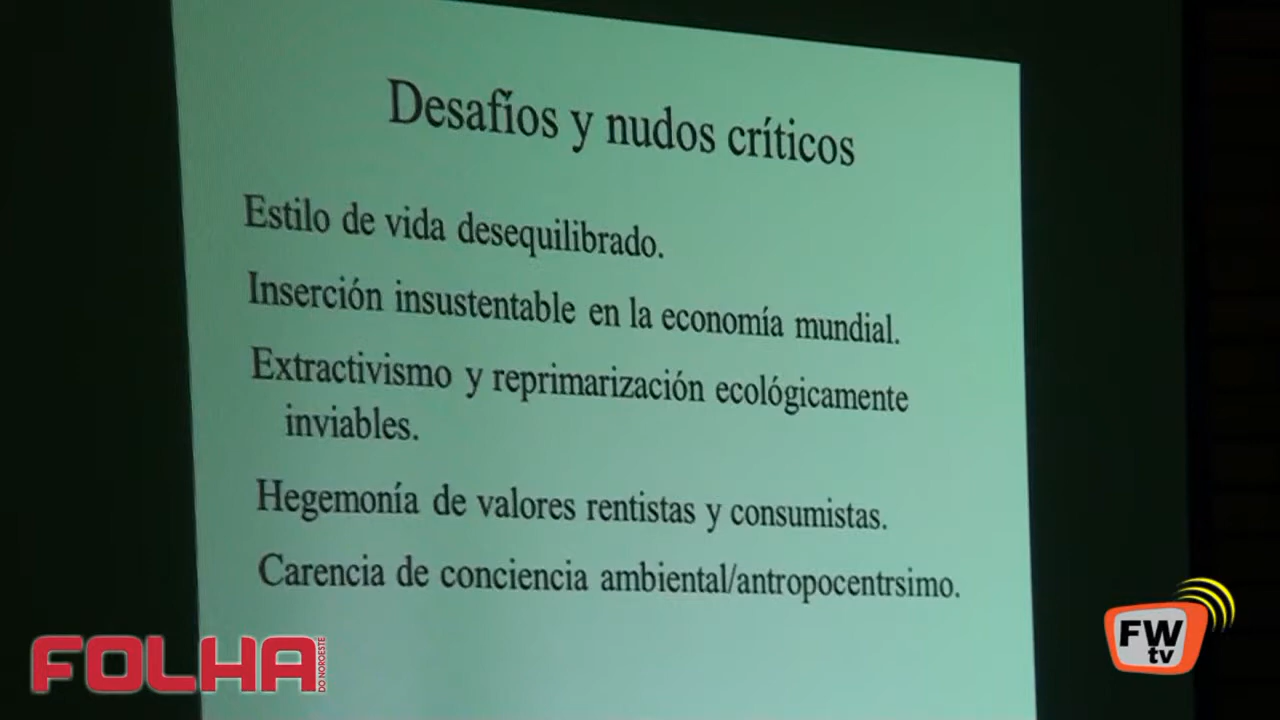 Desafíos y nudos críticos
Estilo de vida desequilibrado.
Inserción insustentable en la economía mundial.
Extractivismo y reprimarización ecológicamente
inviables.
Hegemonía de valores rentistas y consumistas.
Carencia de conciencia ambiental/antropocentrsimo.
FOLHA
DO NOROESTE
FW
tv